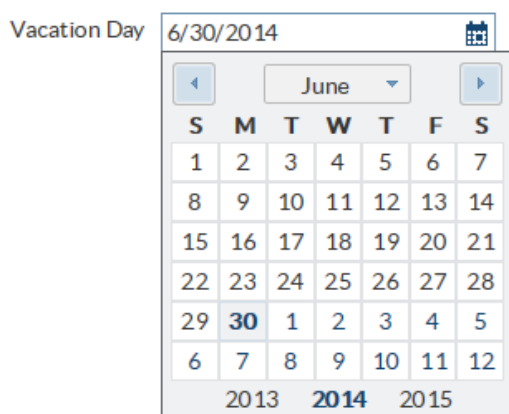 Vacation Day 6/30/2014
June
S M T W T F S
1 2 3 4 5 6 7
8 9 10 11 12 13 14
15 16 17 18 19 20 21
22 23 24 25 26 27 28
29 30 1 2 3 4 5
6 7 8 9 10 11 12
2013 2014 2015